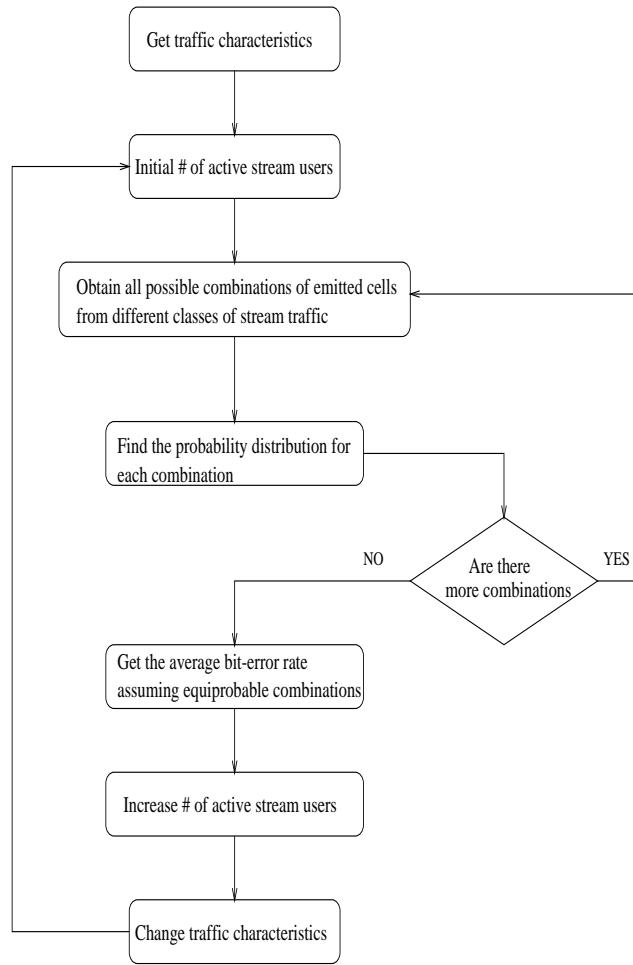 Get traffic characteristics
Initial # of active stream users
Obtain all possible combinations of emitted cells
from different classes of stream traffic
Find the probability distribution for
each combination
Are there
more combinations
NO
YES
Get the average bit-error rate
assuming equiprobable combinations
Increase # of active stream users
Change traffic characteristics